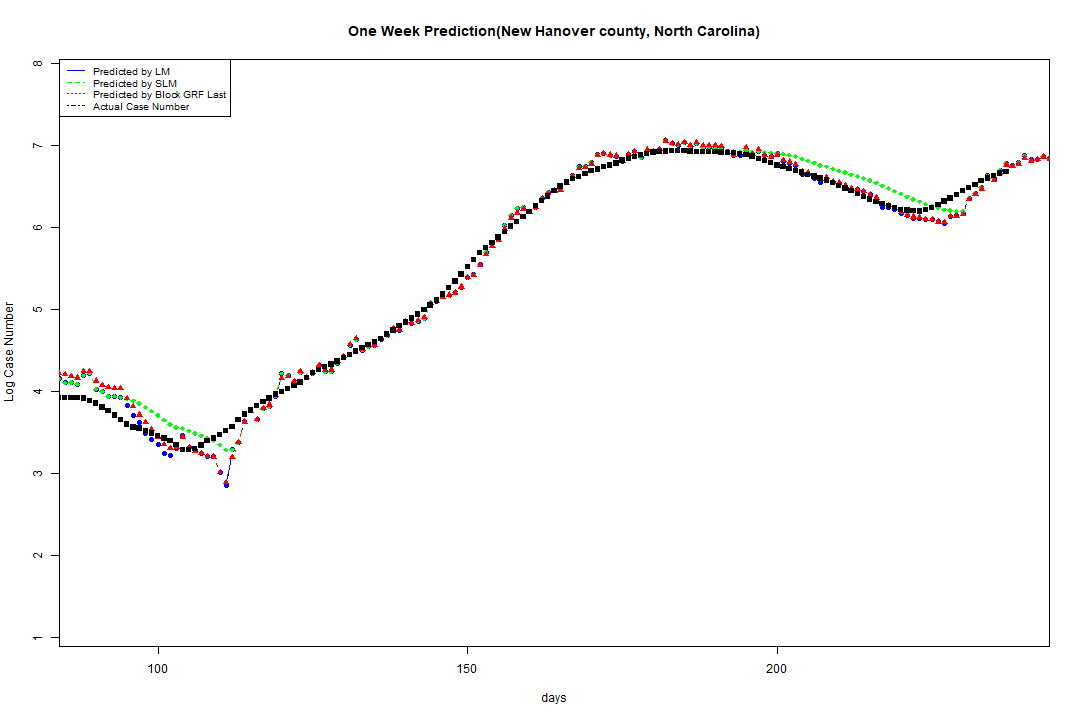 One Week Prediction(New Hanover county, North Carolina)
Predicted by LM
Predicted by SLM
Predicted by Block GRF Last
Actual Case Number
8
7
6
5
4
3
2
1
Log Case Number
100 150 200
days